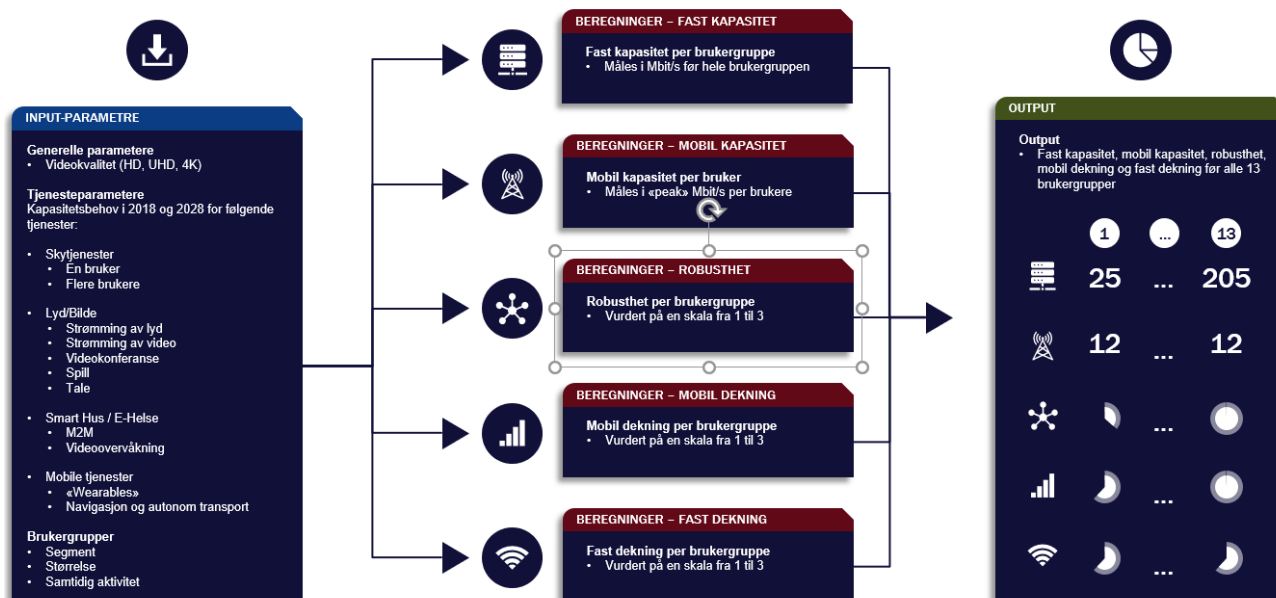 INPUT-PARAMETRE
Generelle parametere
• Videokvalitet (HD, UHD, 4K)
Tjenesteparametere
Kapasitetsbehov i 2018 og 2028 for følgende
tjenester:
• Skytjenester
• En bruker
• Flere brukere
• Lyd/Bilde
• Strømming av lyd
• Strømming av video
• Videokonferanse
• Spill
• Tale
• Smart Hus / E-Helse
• M2M
• Videoovervåkning
• Mobile tjenester
• «Wearables»
• Navigasjon og autonom transport
Brukergrupper
• Segment
• Størrelse
• Samtidig aktivitet
BEREGNINGER – FAST KAPASITET
Fast kapasitet per brukergruppe
• Måles i Mbit/s før hele brukergruppen
BEREGNINGER – MOBIL KAPASITET
Mobil kapasitet per bruker
• Måles i «peak» Mbit/s per brukere
BEREGNINGER – ROBUSTHET
Robusthet per brukergruppe
• Vurdert på en skala fra 1 til 3
BEREGNINGER – MOBIL DEKNING
Mobil dekning per brukergruppe
• Vurdert på en skala fra 1 til 3
BEREGNINGER – FAST DEKNING
Fast dekning per brukergruppe
• Vurdert på en skala fra 1 til 3
OUTPUT
Output
• Fast kapasitet, mobil kapasitet, robusthet,
mobil dekning og fast dekning før alle 13
brukergrupper
1 ... 13
25 ... 205
12 ... 12
...
...
...